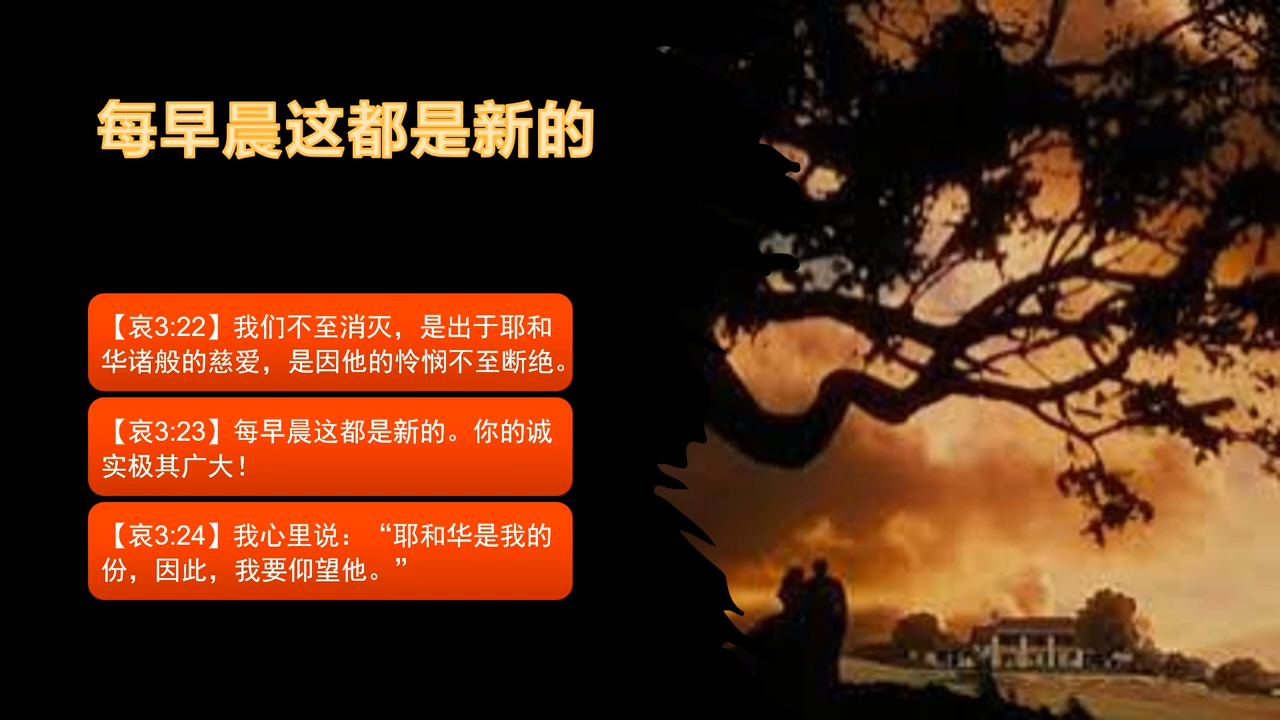 每早晨这都是新的
【哀3:22】我们不至消灭，是出于耶和
华诸般的慈爱，是因他的怜悯不至断绝。
【哀3:23】每早晨这都是新的。你的诚
实极其广大！
【哀3:24】我心里说：“耶和华是我的
份，因此，我要仰望他。”